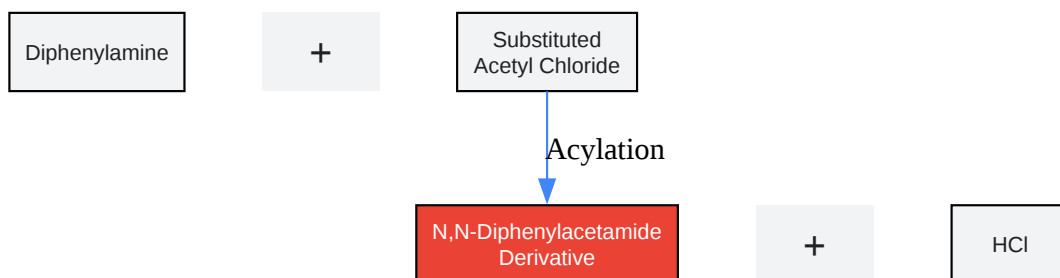 Diphenylamine
+
Substituted
Acetyl Chloride
Acylation
N,N-Diphenylacetamide
Derivative
+
HCl